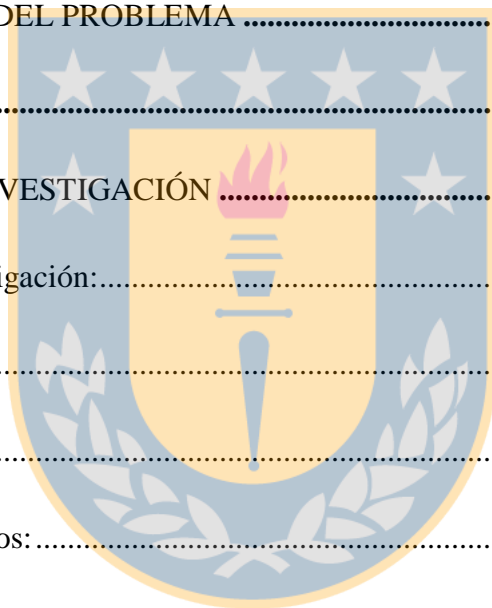 DEL PROBLEMA ..............................
..............................................
VESTIGACIÓN ..................................
igación:..................................................
..............................................................
..............................................................
os:..........................................................